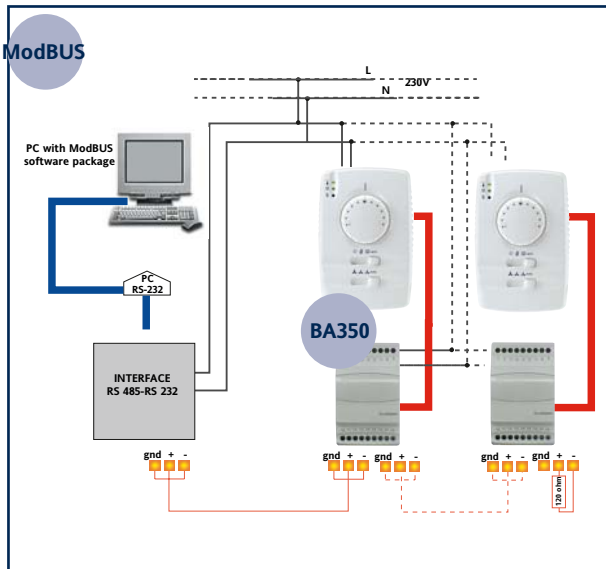 ModBUS
L
230V
N
PC with ModBUS
software package
PC
RS-232
BA350
INTERFACE
RS 485-RS 232
gnd + -
gnd + -
gnd + -
gnd + -
gnd + -
120 ohm